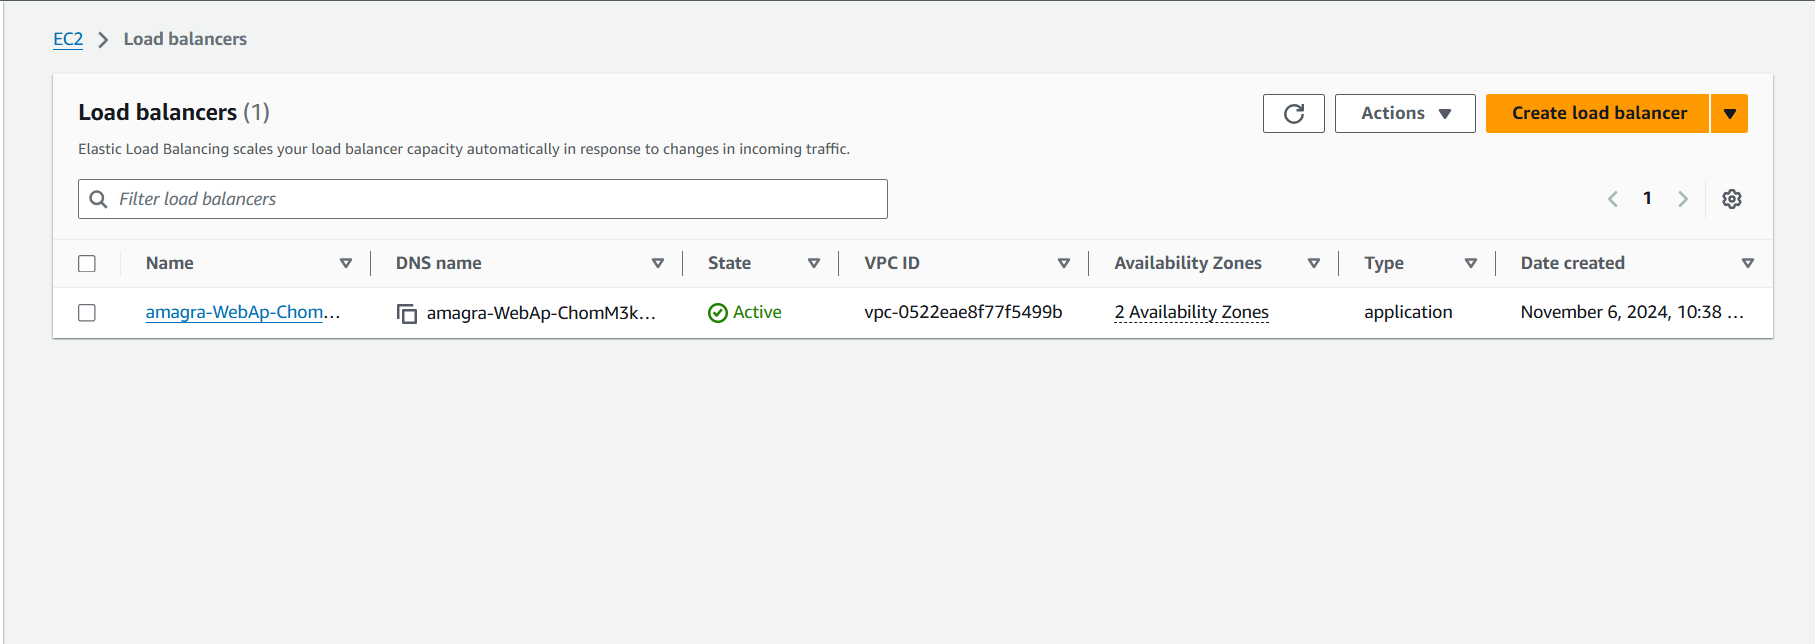 EC2 > Load balancers
Load balancers (1)
Actions
Create load balancer
Elastic Load Balancing scales your load balancer capacity automatically in response to changes in incoming traffic.
Filter load balancers
1
Name DNS name State VPC ID Availability Zones Type Date created
amagra-WebAp-Chom... amagra-WebAp-ChomM3k... Active vpc-0522eae8f77f5499b 2 Availability Zones application November 6, 2024, 10:38 ...